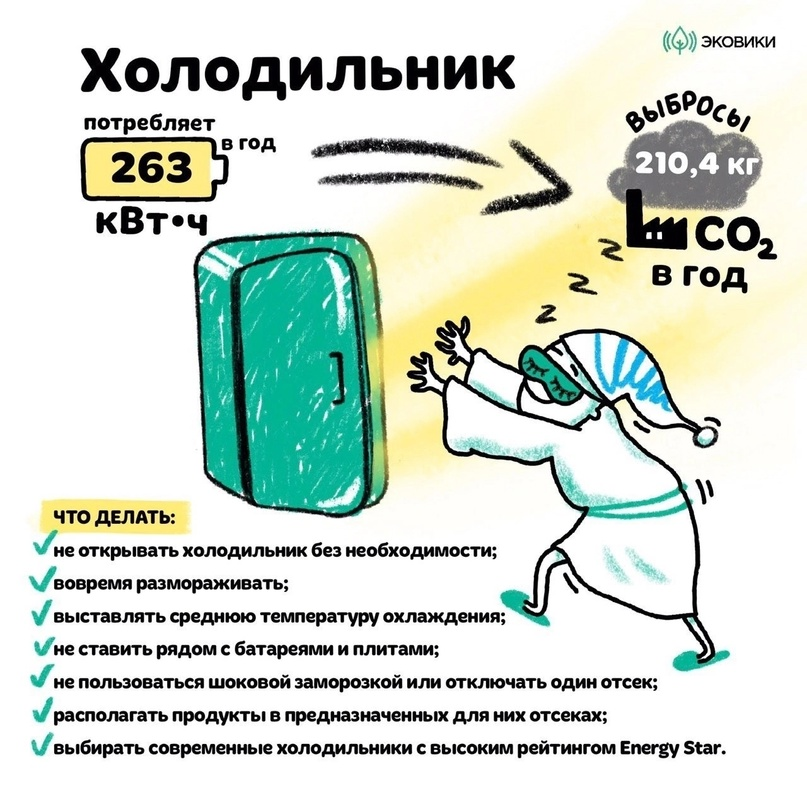 ЭКОВИКИ
Холодильник
потребляет
263
в год
кВт•ч
ВЫБРОСЫ
210,4 кг
CO₂
в год
z
z
z
ЧТО ДЕЛАТЬ:
не открывать холодильник без необходимости;
вовремя размораживать;
выставлять среднюю температуру охлаждения;
не ставить рядом с батареями и плитами;
не пользоваться шоковой заморозкой или отключать один отсек;
располагать продукты в предназначенных для них отсеках;
выбирать современные холодильники с высоким рейтингом Energy Star.